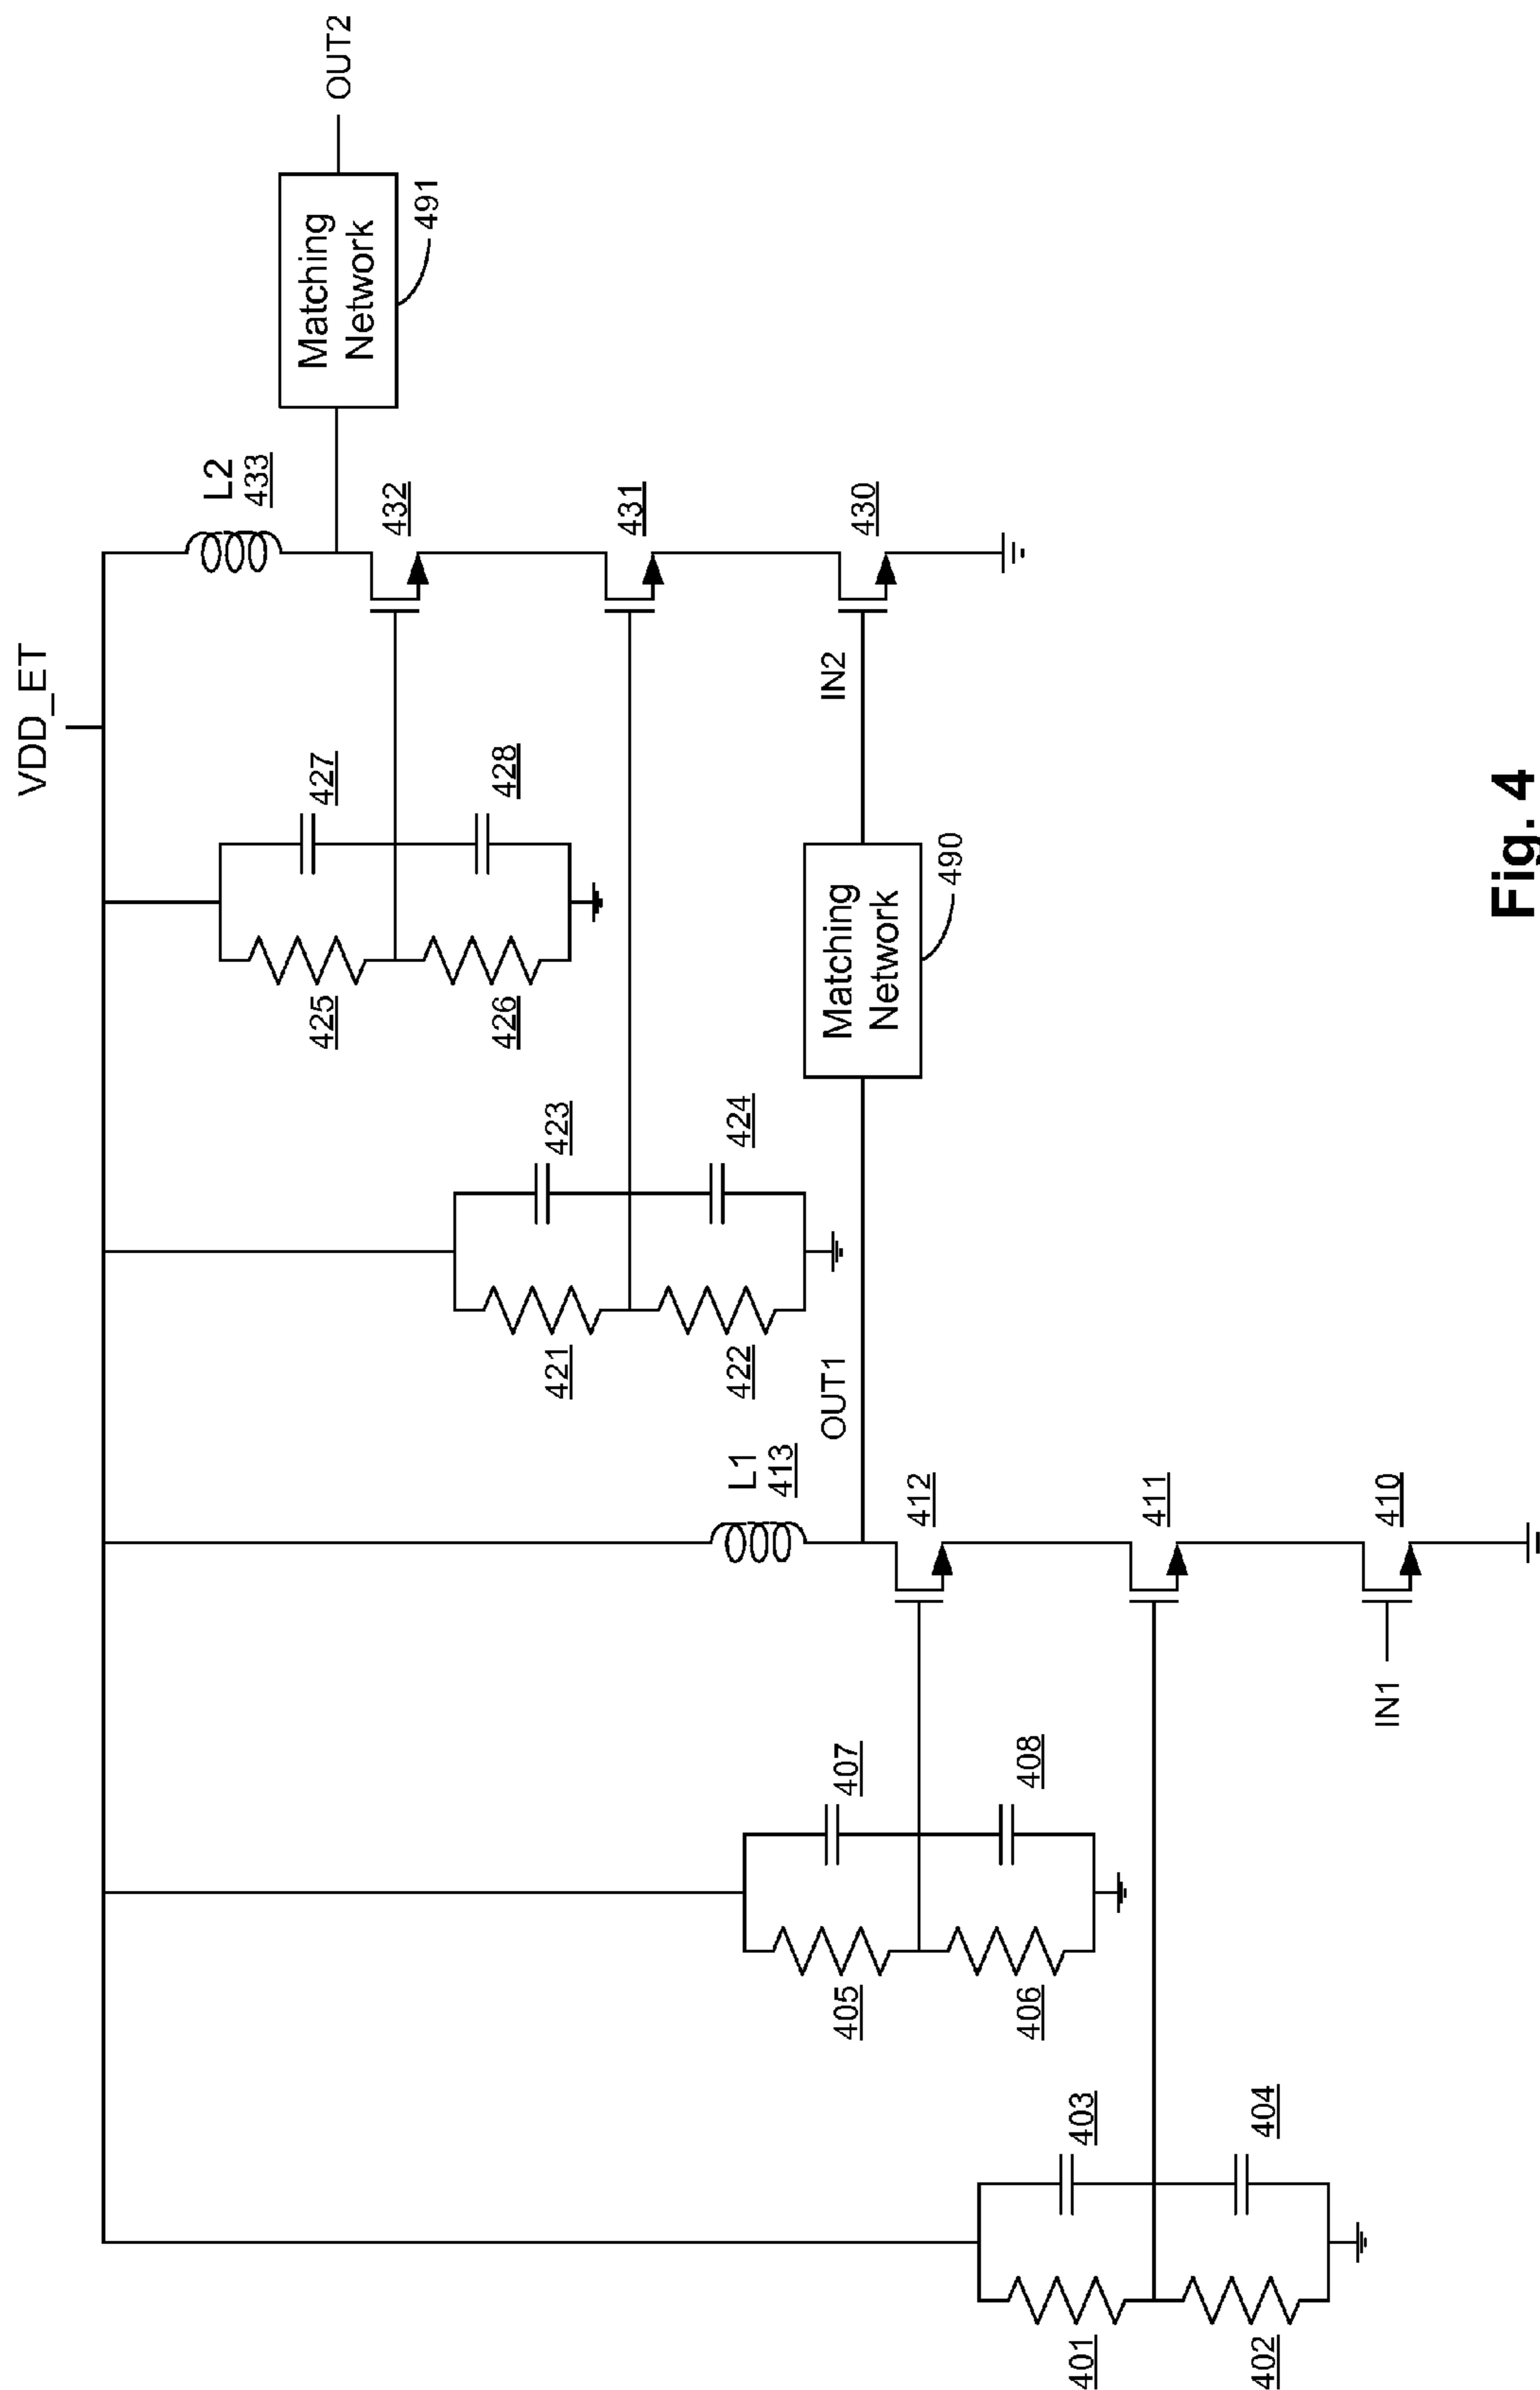 VDD_ET
L2
433
Matching
Network
491
OUT2
425
427
426
428
432
421
423
422
424
431
L1
413
OUT1
Matching
Network
490
IN2
430
405
407
406
408
412
401
403
402
404
411
IN1
410
Fig. 4